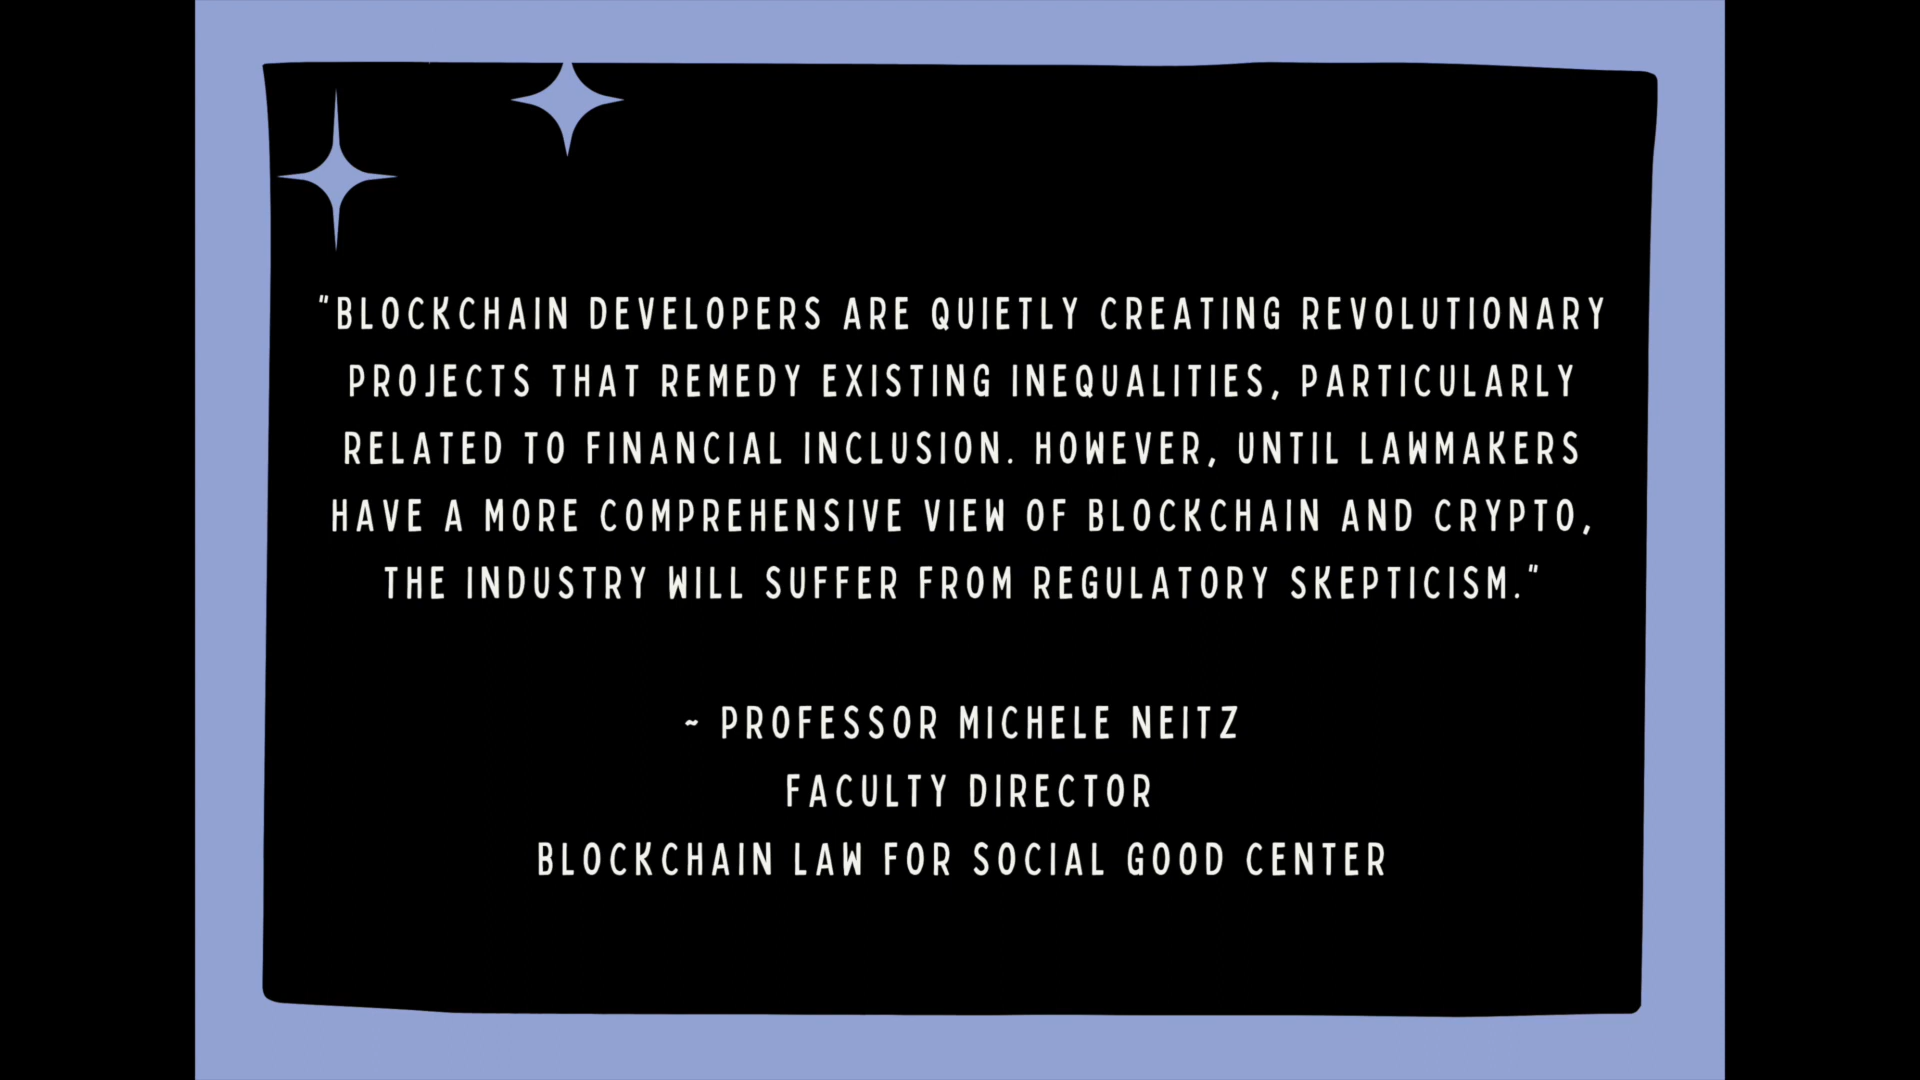 "BLOCKCHAIN DEVELOPERS ARE QUIETLY CREATING REVOLUTIONARY
PROJECTS THAT REMEDY EXISTING INEQUALITIES, PARTICULARLY
RELATED TO FINANCIAL INCLUSION. HOWEVER, UNTIL LAWMAKERS
HAVE A MORE COMPREHENSIVE VIEW OF BLOCKCHAIN AND CRYPTO,
THE INDUSTRY WILL SUFFER FROM REGULATORY SKEPTICISM."
~ PROFESSOR MICHELE NEITZ
FACULTY DIRECTOR
BLOCKCHAIN LAW FOR SOCIAL GOOD CENTER